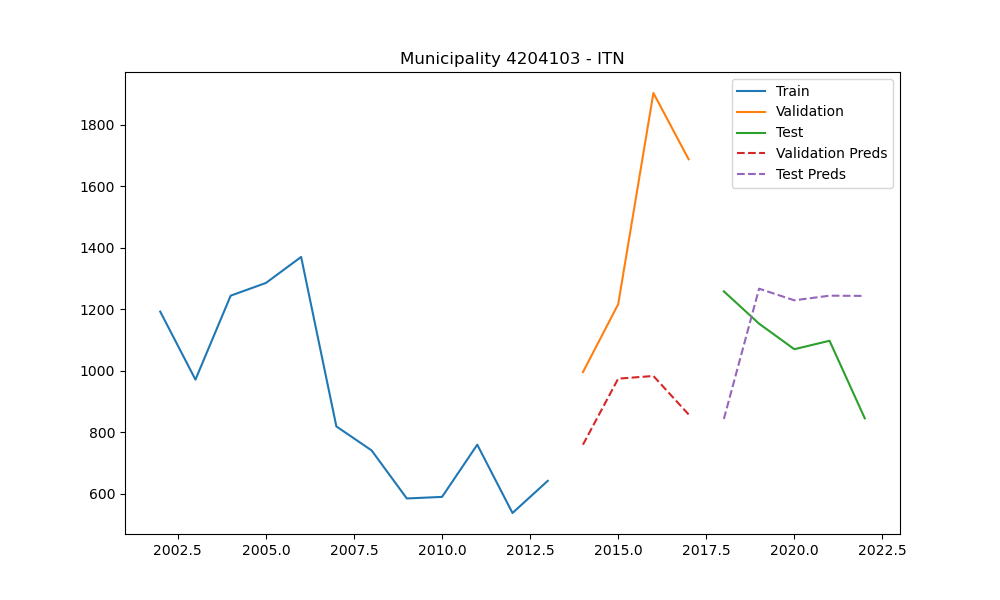 Municipality 4204103 - ITN
Train
Validation
Test
Validation Preds
Test Preds
1800
1600
1400
1200
1000
800
600
2002.5 2005.0 2007.5 2010.0 2012.5 2015.0 2017.5 2020.0 2022.5